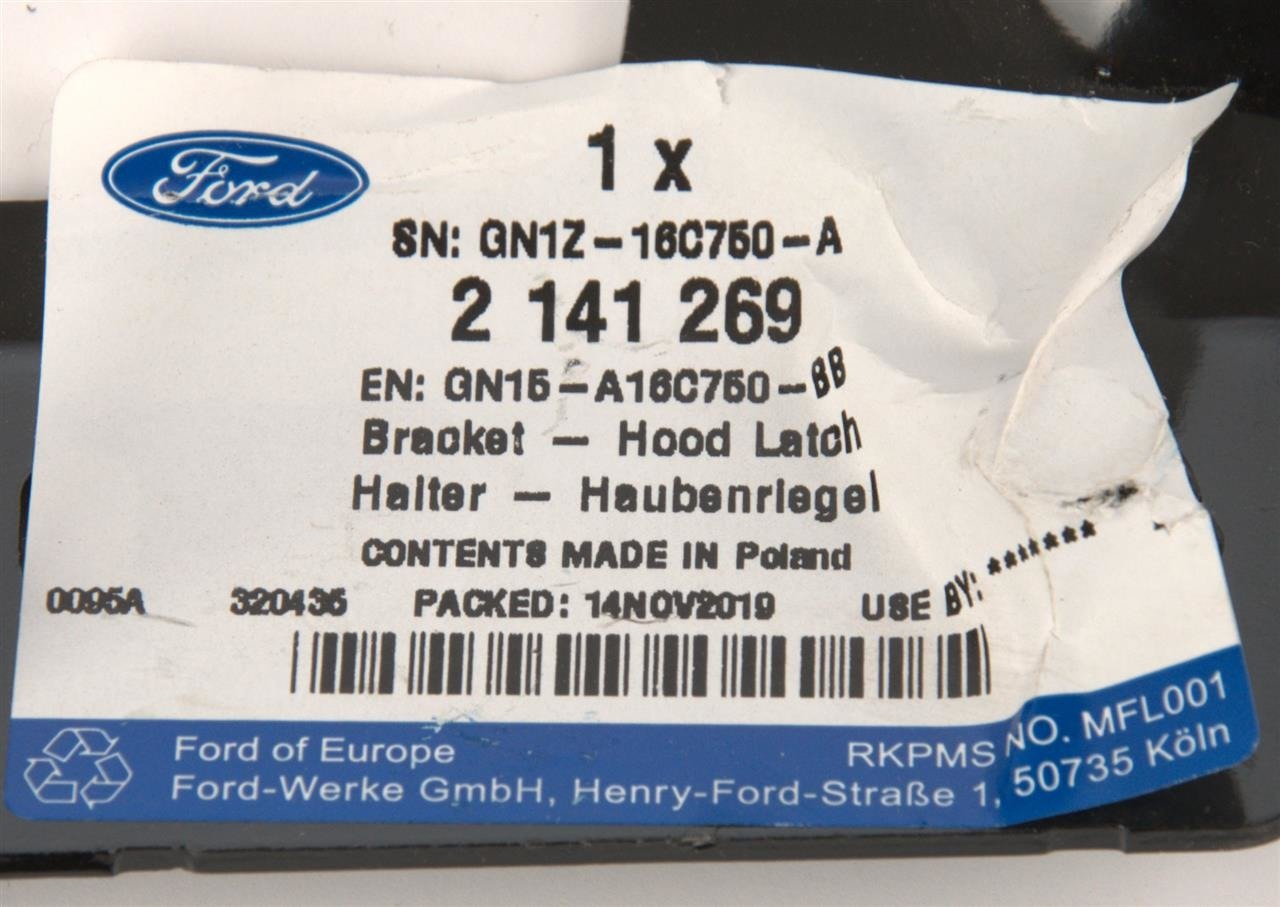 Ford
1 x
SN: GN1Z-16C750-A
2 141 269
EN: GN15-A16C750-BB
Bracket - Hood Latch
Halter - Haubenriegel
CONTENTS MADE IN Poland
0095A 320435 PACKED: 14NOV2019 USE BY: *******
Ford of Europe RKPMS NO. MFL001
Ford-Werke GmbH, Henry-Ford-Straße 1, 50735 Köln